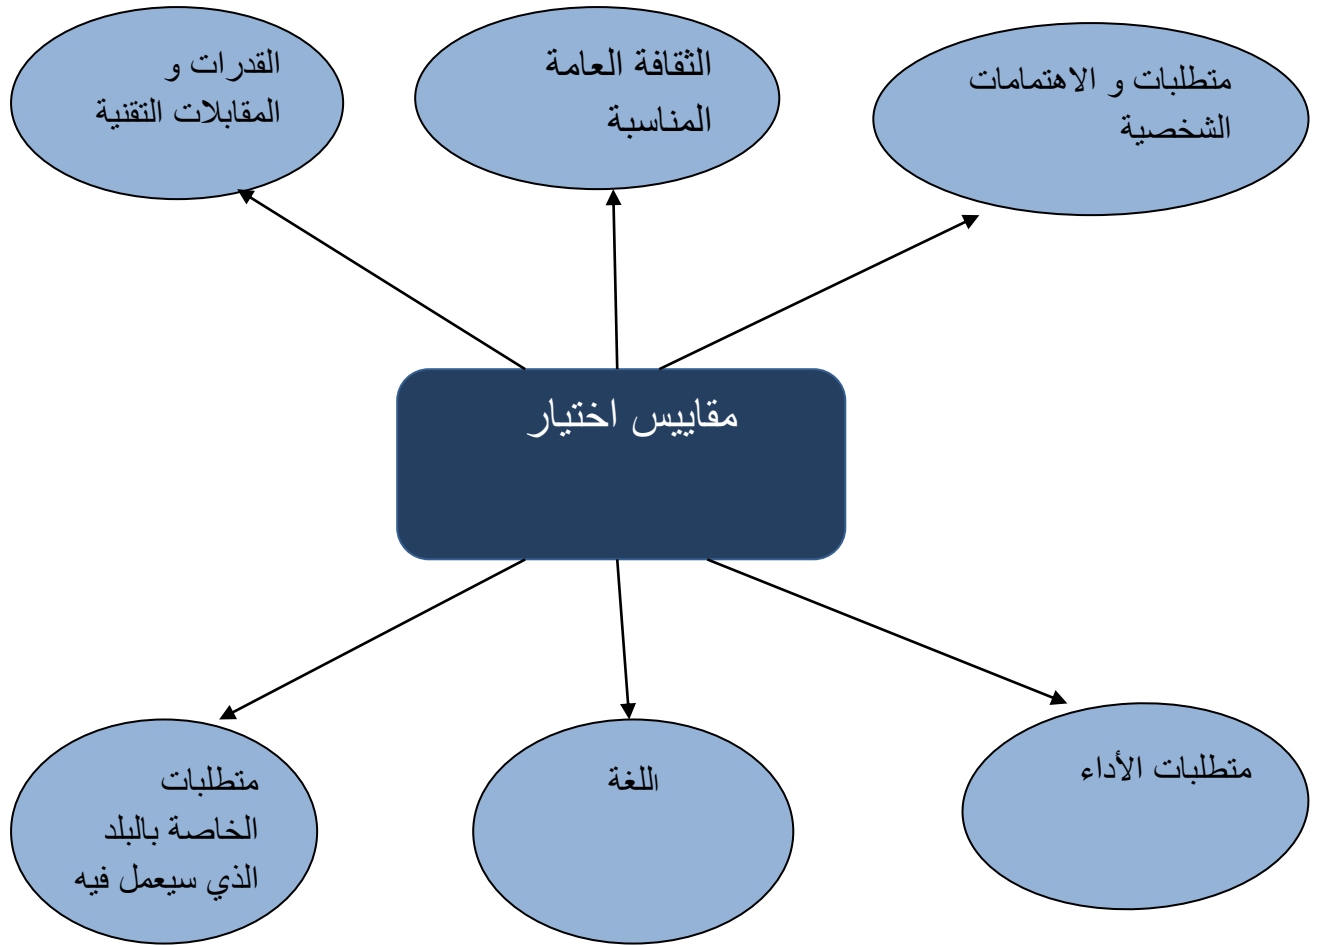 متطلبات و الاهتمامات
الشخصية
الثقافة العامة
المناسبة
القدرات و
المقابلات التقنية
مقاييس اختيار
متطلبات الأداء
اللغة
متطلبات
الخاصة بالبلد
الذي سيعمل فيه